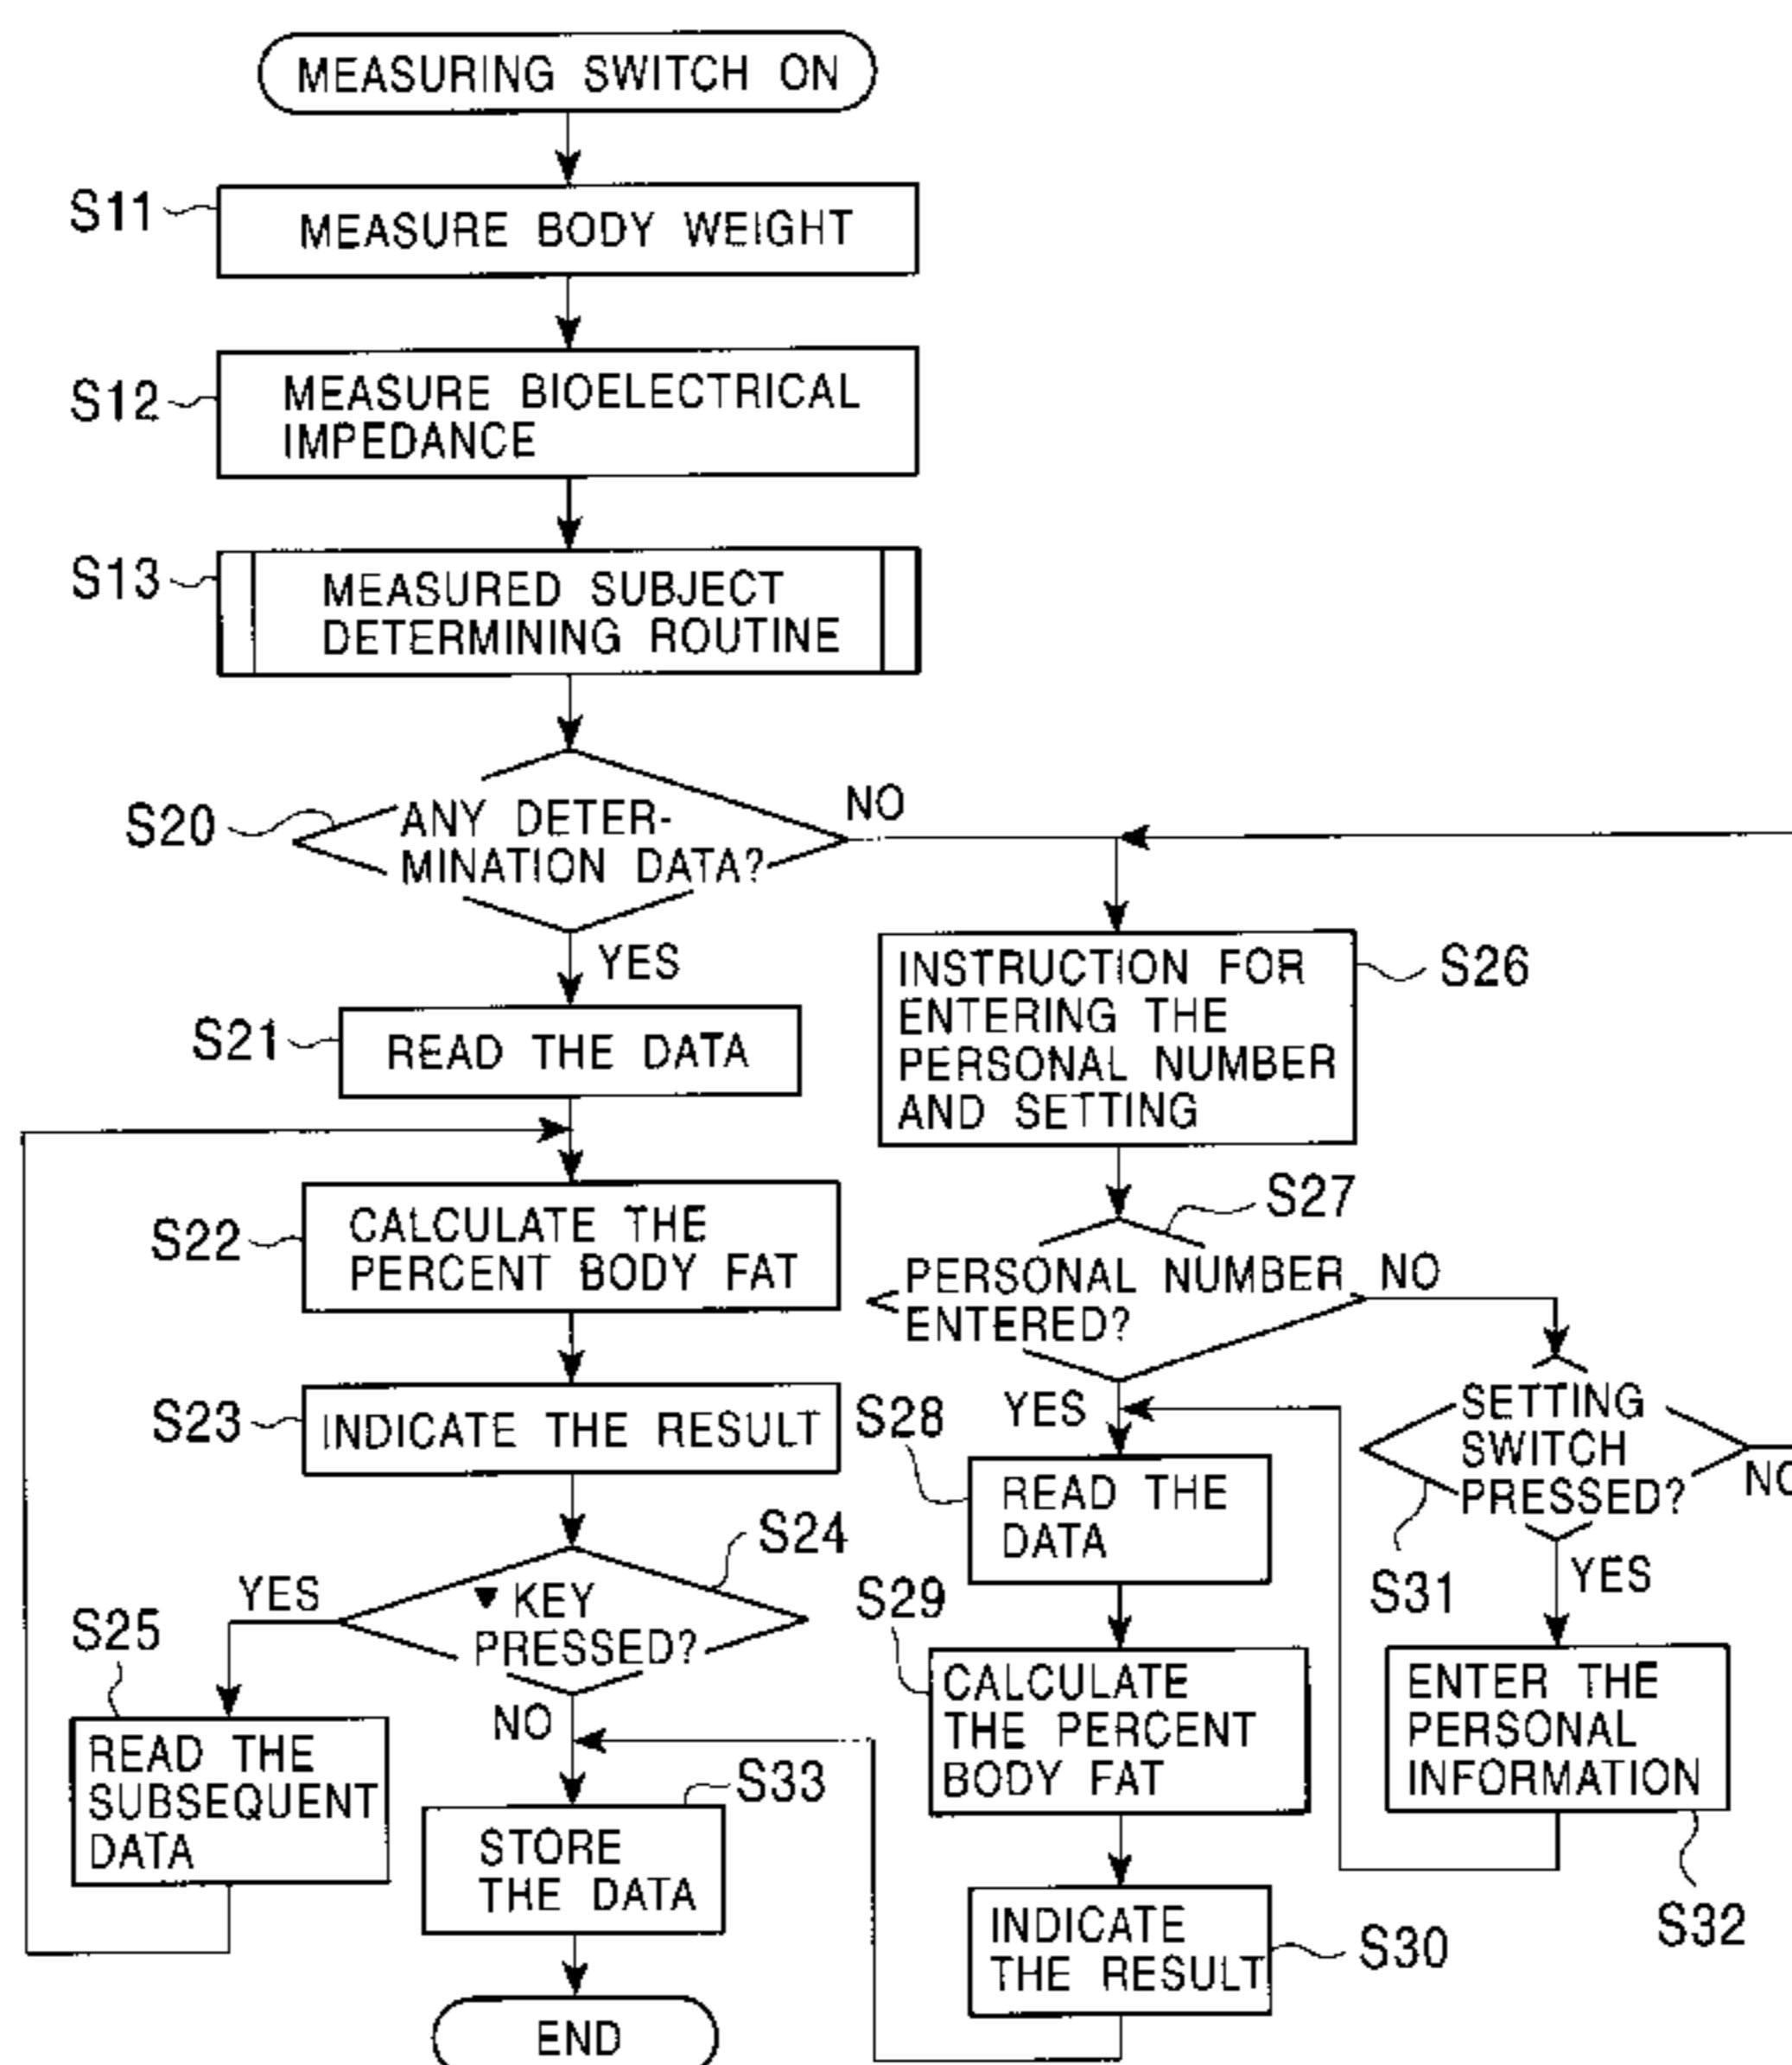 MEASURING SWITCH ON
S11
MEASURE BODY WEIGHT
S12
MEASURE BIOELECTRICAL
IMPEDANCE
S13
MEASURED SUBJECT
DETERMINING ROUTINE
S20
ANY DETER-
MINATION DATA?
NO
YES
S21
READ THE DATA
S22
CALCULATE THE
PERCENT BODY FAT
S23
INDICATE THE RESULT
S24
▼ KEY
PRESSED?
YES
NO
S25
READ THE
SUBSEQUENT
DATA
S33
STORE
THE DATA
END
S26
INSTRUCTION FOR
ENTERING THE
PERSONAL NUMBER
AND SETTING
S27
PERSONAL NUMBER
ENTERED?
NO
YES
S28
READ THE
DATA
S29
CALCULATE
THE PERCENT
BODY FAT
S30
INDICATE
THE RESULT
S31
SETTING
SWITCH
PRESSED?
NO
YES
S32
ENTER THE
PERSONAL
INFORMATION